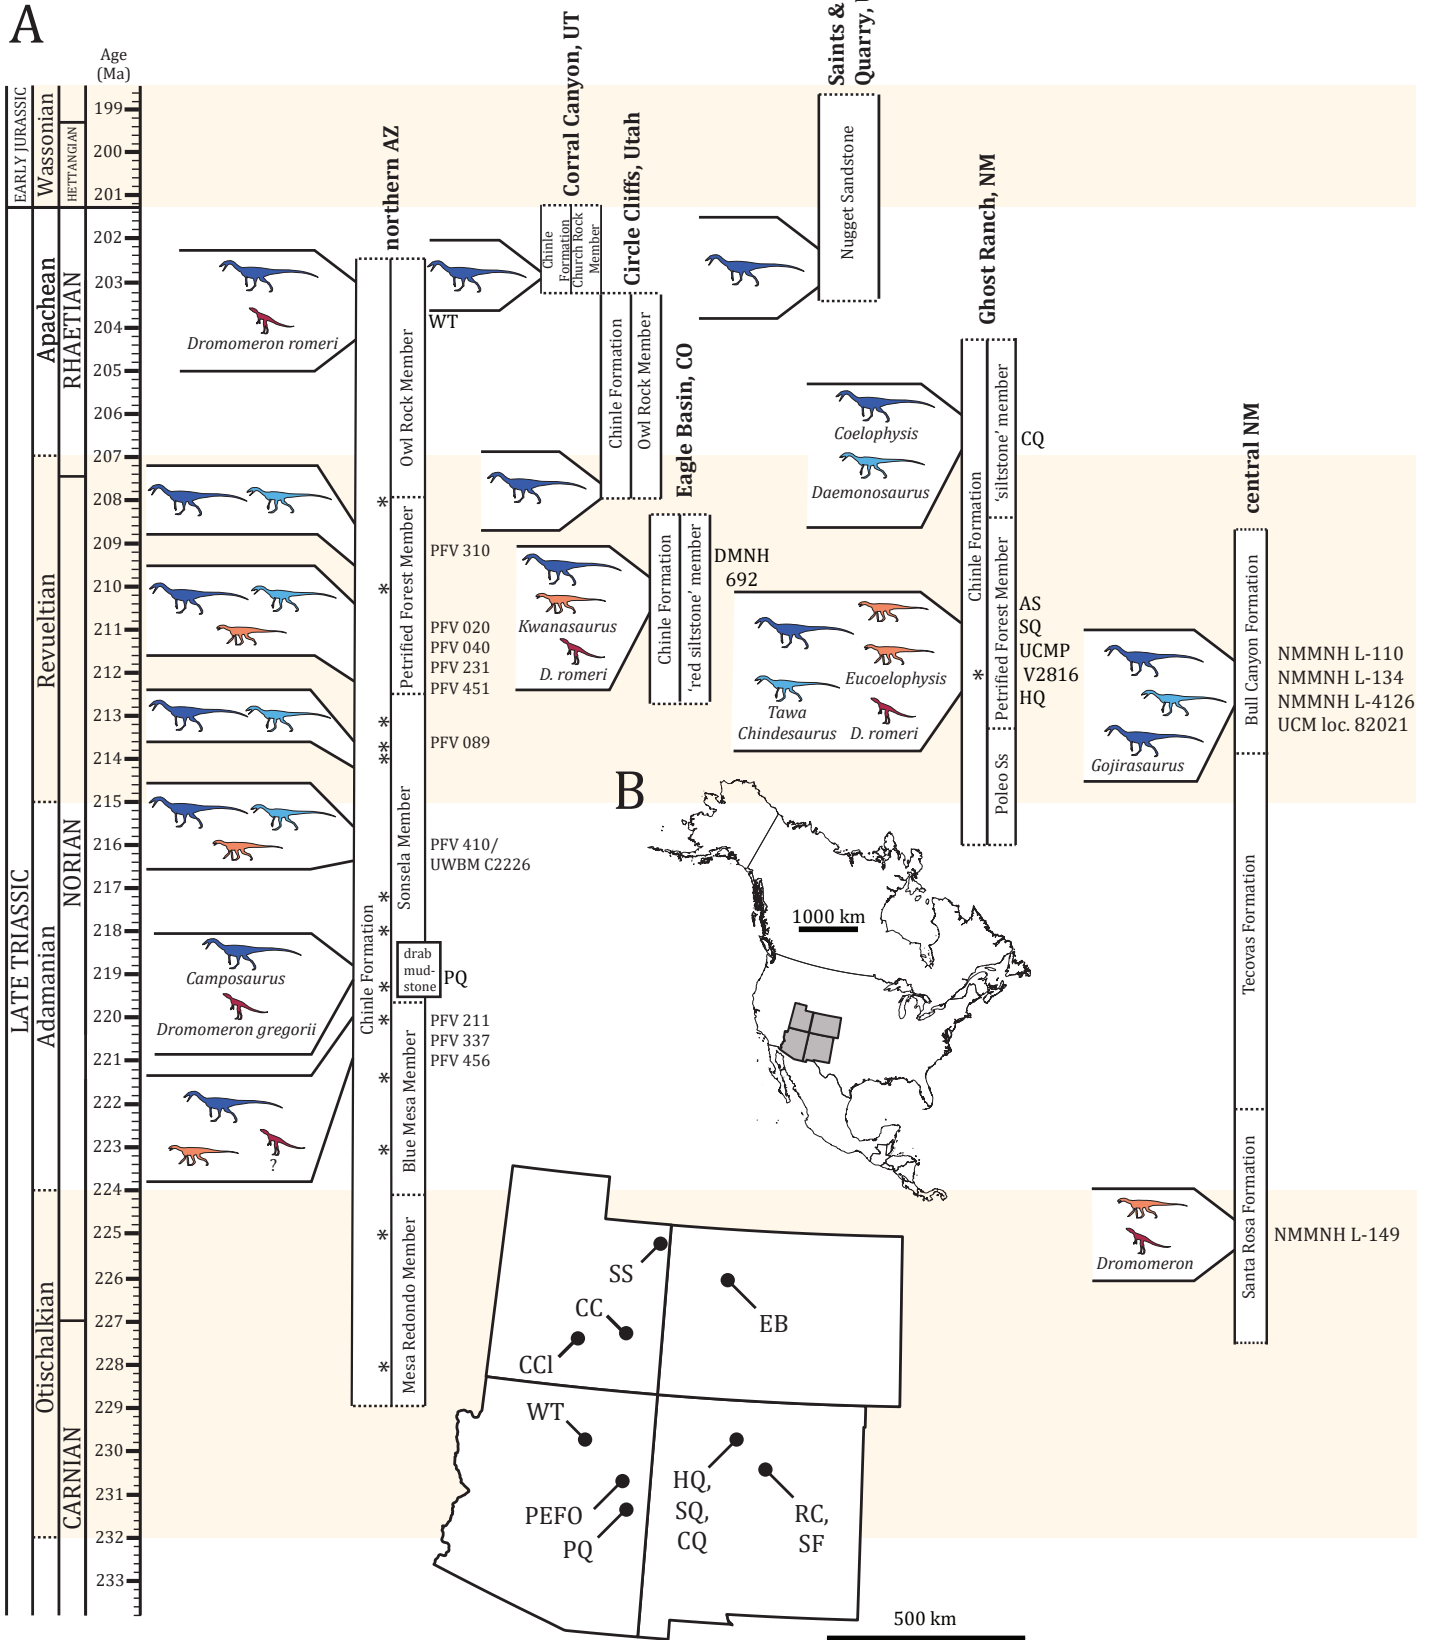 A
Age
(Ma)
EARLY JURASSIC
LATE TRIASSIC
Wassonian
Apachean
Revueltian
Adamanian
Otischalkian
HETTANGIAN
RHAETIAN
NORIAN
CARNIAN
199
200
201
202
203
204
205
206
207
208
209
210
211
212
213
214
215
216
217
218
219
220
221
222
223
224
225
226
227
228
229
230
231
232
233
northern AZ
Chinle Formation
Owl Rock Member
Petrified Forest Member
Sonsela Member
Blue Mesa Member
Mesa Redondo Member
*
*
*
*
*
*
*
*
*
*
*
*
*
Dromomeron romeri
Camposaurus
Dromomeron gregorii
?
WT
PFV 310
PFV 020
PFV 040
PFV 231
PFV 451
PFV 089
PFV 410/
UWBM C2226
drab
mud-
stone
PQ
PFV 211
PFV 337
PFV 456
Corral Canyon, UT
Chinle
Formation
Church Rock
Member
Circle Cliffs, Utah
Chinle Formation
Owl Rock Member
Eagle Basin, CO
Chinle Formation
'red siltstone' member
DMNH
692
Kwanasaurus
D. romeri
Saints &
Quarry,
Nugget Sandstone
Ghost Ranch, NM
Chinle Formation
'siltstone' member
Petrified Forest Member
Poleo Ss
*
Coelophysis
Daemonosaurus
CQ
Eucoelophysis
Tawa
Chindesaurus
D. romeri
AS
SQ
UCMP
V2816
HQ
central NM
Bull Canyon Formation
Tecovas Formation
Santa Rosa Formation
Gojirasaurus
NMMNH L-110
NMMNH L-134
NMMNH L-4126
UCM loc. 82021
Dromomeron
NMMNH L-149
B
1000 km
SS
CC
CCl
EB
WT
PEFO
PQ
HQ,
SQ,
CQ
RC,
SF
500 km